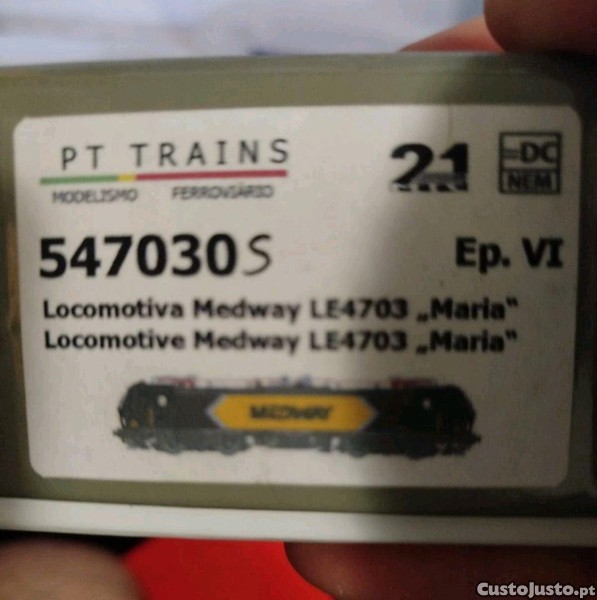 PT TRAINS
MODELISMO FERROVIÁRIO
21
=DC
NEM
547030S
Ep. VI
Locomotiva Medway LE4703 „Maria“
Locomotive Medway LE4703 „Maria“
MEDWAY
CustoJusto.pt